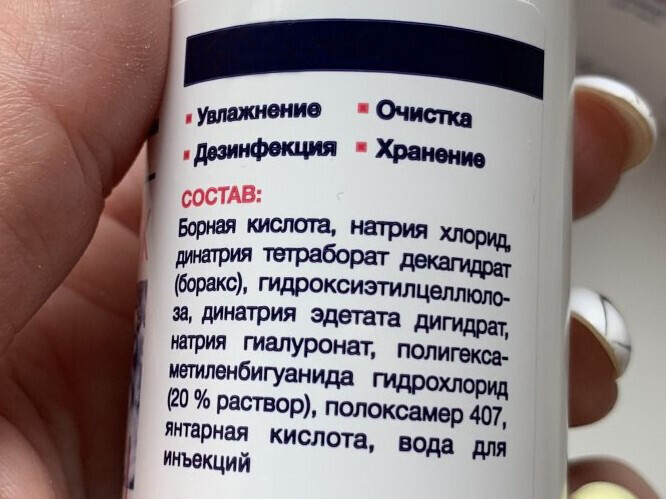 Увлажнение
Очистка
Дезинфекция
Хранение
СОСТАВ:
Борная кислота, натрия хлорид,
динатрия тетраборат декагидрат
(боракс), гидроксиэтилцеллюло-
за, динатрия эдетата дигидрат,
натрия гиалуронат, полигекса-
метиленбигуанида гидрохлорид
(20 % раствор), полоксамер 407,
янтарная кислота, вода для
инъекций